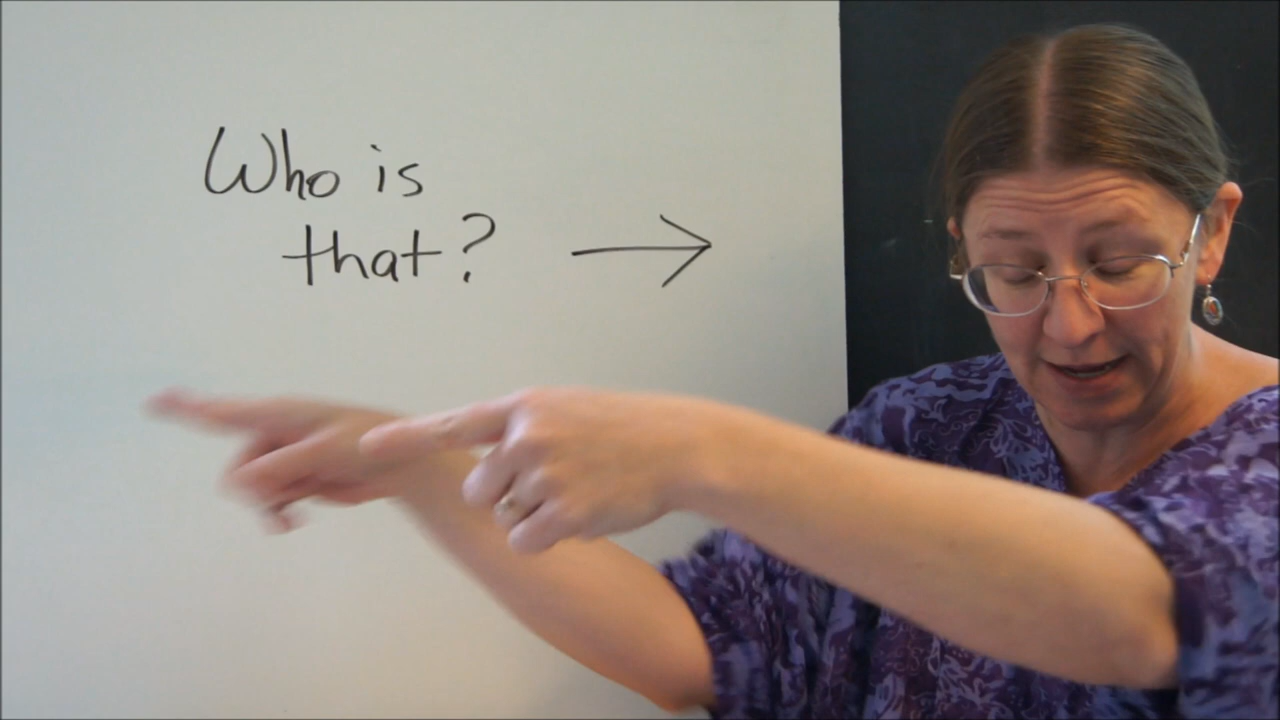 Who is
that? →